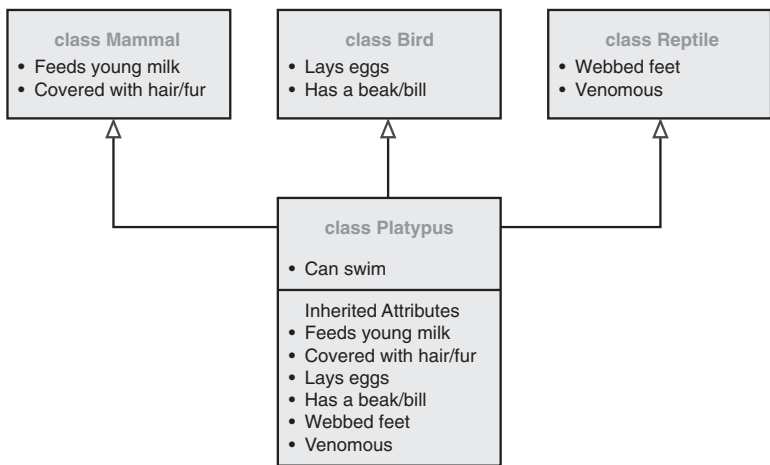 class Mammal
• Feeds young milk
• Covered with hair/fur
class Bird
• Lays eggs
• Has a beak/bill
class Reptile
• Webbed feet
• Venomous
class Platypus
• Can swim
Inherited Attributes
• Feeds young milk
• Covered with hair/fur
• Lays eggs
• Has a beak/bill
• Webbed feet
• Venomous